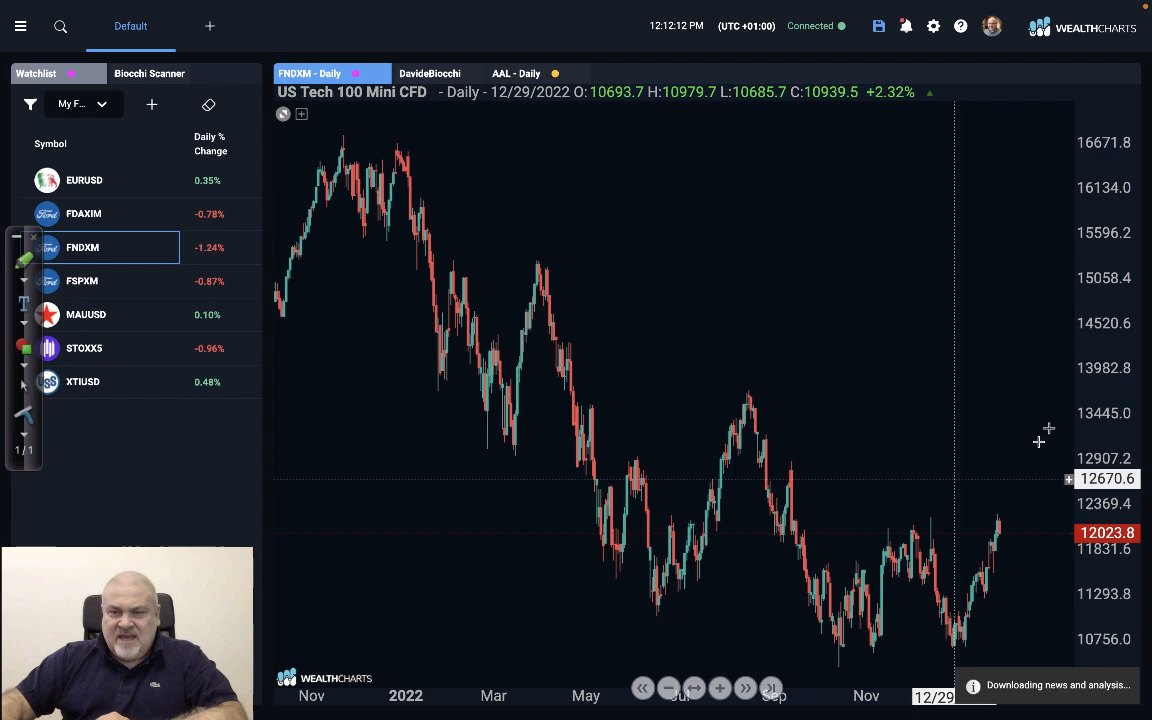 Default
12:12:12 PM (UTC +01:00) Connected
WEALTHCHARTS
Watchlist
Biocchi Scanner
FNDXM - Daily
DavideBiocchi
AAL - Daily
My F...
US Tech 100 Mini CFD - Daily - 12/29/2022 O: 10693.7 H: 10979.7 L: 10685.7 C: 10939.5 +2.32%
Symbol
Daily %
Change
EURUSD 0.35%
FDAXIM -0.78%
FNDXM -1.24%
FSPXM -0.87%
MAUUSD 0.10%
STOXX5 -0.96%
XTIUSD 0.48%
T
1/1
16671.8
16134.0
15596.2
15058.4
14520.6
13982.8
13445.0
12907.2
12670.6
12369.4
12023.8
11831.6
11293.8
10756.0
WEALTHCHARTS
Nov 2022 Mar May Jul Sep Nov 12/29
Downloading news and analysis...